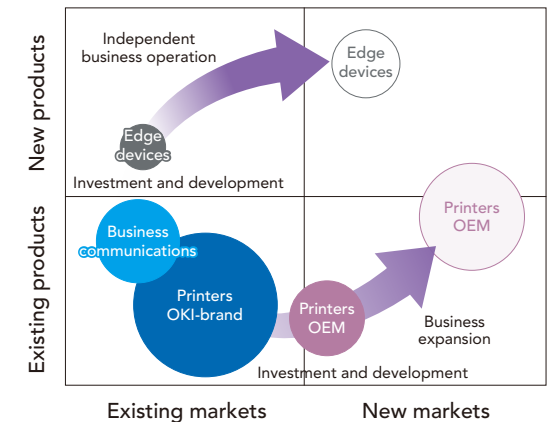 New products
Independent
business operation
Edge
devices
Edge
devices
Investment and development
Existing products
Business
communications
Printers
OKI-brand
Printers
OEM
Printers
OEM
Business
expansion
Investment and development
Existing markets
New markets